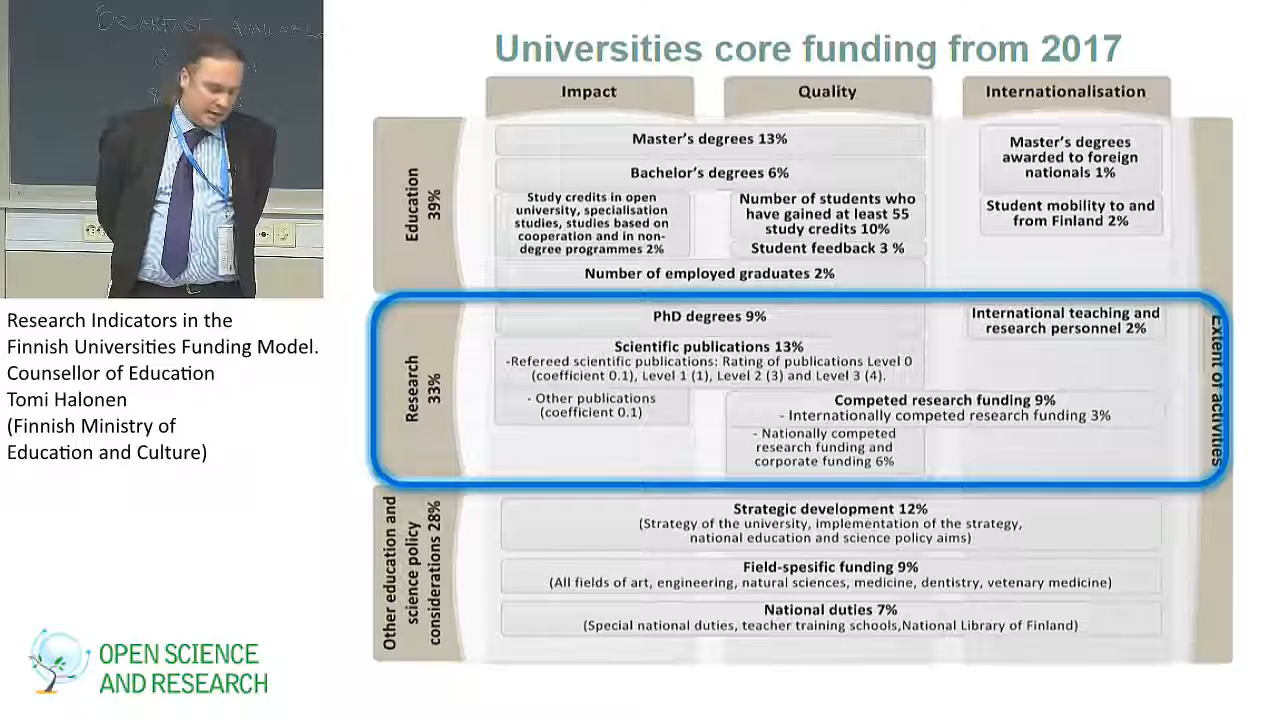 BREAKFAST
Universities core funding from 2017
Impact
Quality
Internationalisation
Education
39%
Master's degrees 13%
Bachelor's degrees 6%
Study credits in open
university, specialisation
studies, studies based on
cooperation and in non-
degree programmes 2%
Number of students who
have gained at least 55
study credits 10%
Student feedback 3 %
Number of employed graduates 2%
Master's degrees
awarded to foreign
nationals 1%
Student mobility to and
from Finland 2%
Research
33%
PhD degrees 9%
Scientific publications 13%
-Refereed scientific publications: Rating of publications Level 0
(coefficient 0.1), Level 1 (1), Level 2 (3) and Level 3 (4).
- Other publications
(coefficient 0.1)
International teaching and
research personnel 2%
Competed research funding 9%
- Internationally competed research funding 3%
- Nationally competed
research funding and
corporate funding 6%
Extent of activities
Other education and
science policy
considerations 28%
Strategic development 12%
(Strategy of the university, implementation of the strategy,
national education and science policy aims)
Field-spesific funding 9%
(All fields of art, engineering, natural sciences, medicine, dentistry, vetenary medicine)
National duties 7%
(Special national duties, teacher training schools,National Library of Finland)
Research Indicators in the
Finnish Universities Funding Model.
Counsellor of Education
Tomi Halonen
(Finnish Ministry of
Education and Culture)
OPEN SCIENCE
AND RESEARCH